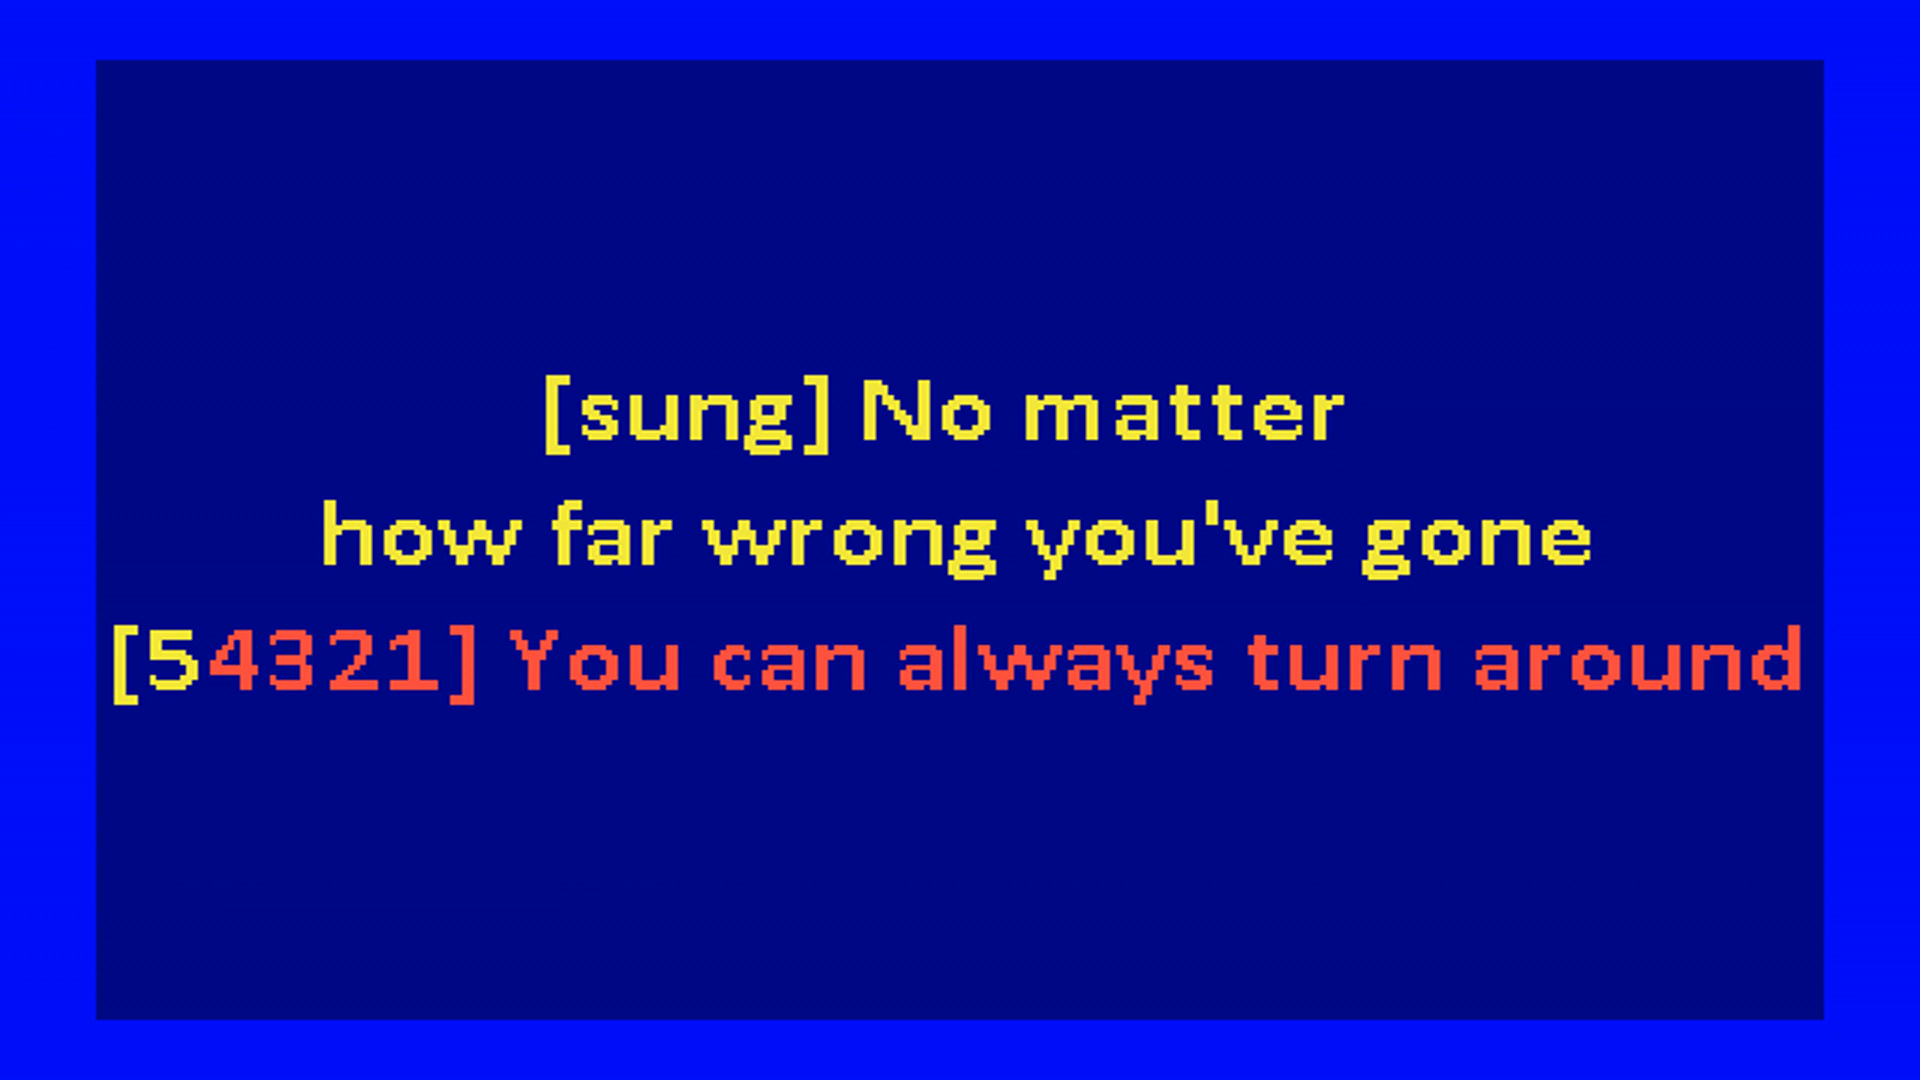 [sung] No matter
how far wrong you've gone
[54321] You can always turn around